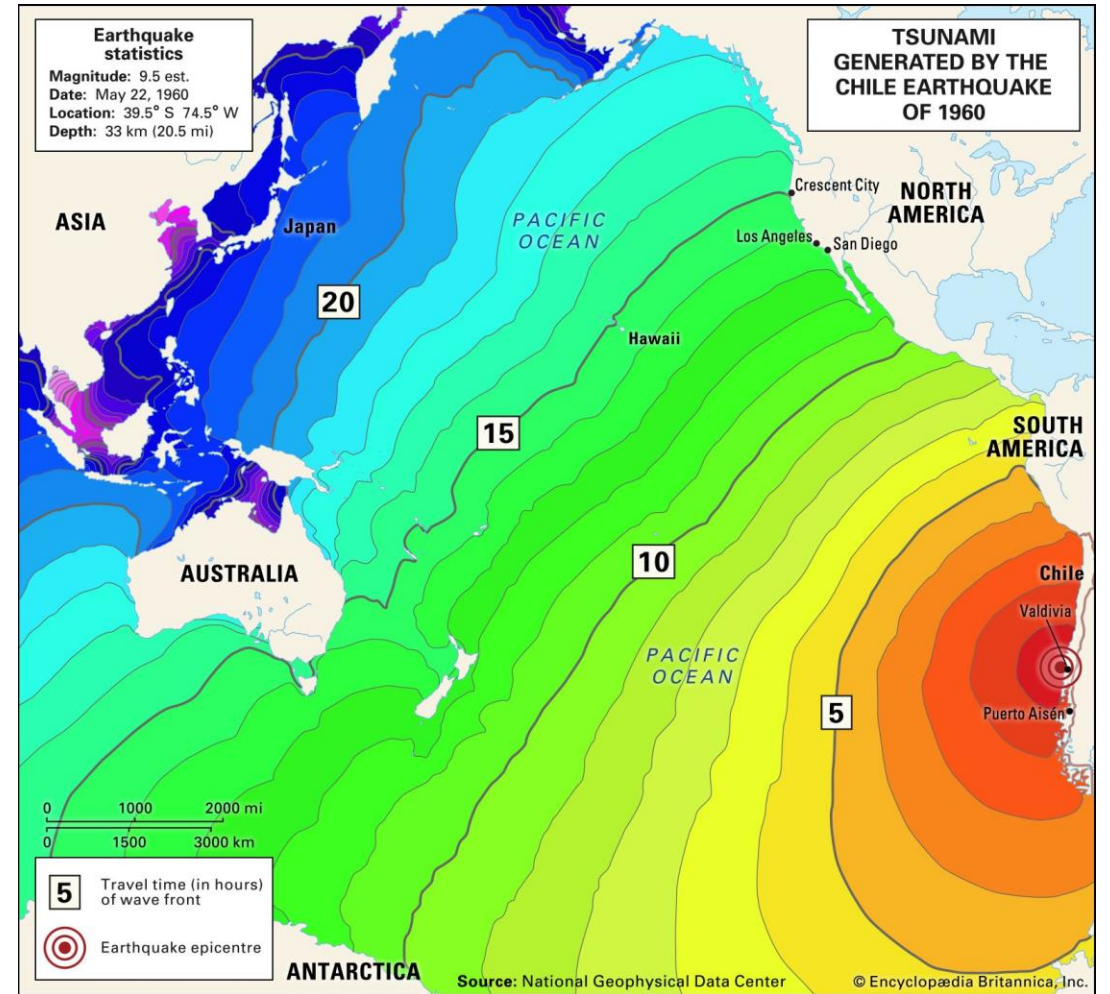 Earthquake
statistics
Magnitude: 9.5 est.
Date: May 22, 1960
Location: 39.5° S 74.5° W
Depth: 33 km (20.5 mi)
TSUNAMI
GENERATED BY THE
CHILE EARTHQUAKE
OF 1960
ASIA
Japan
PACIFIC
OCEAN
Crescent City
NORTH
AMERICA
Los Angeles
San Diego
20
Hawaii
15
SOUTH
AMERICA
10
AUSTRALIA
Chile
Valdivia
PACIFIC
OCEAN
5
Puerto Aisén
0 1000 2000 mi
0 1500 3000 km
5 Travel time (in hours)
of wave front
Earthquake epicentre
ANTARCTICA
Source: National Geophysical Data Center
© Encyclopædia Britannica, Inc.